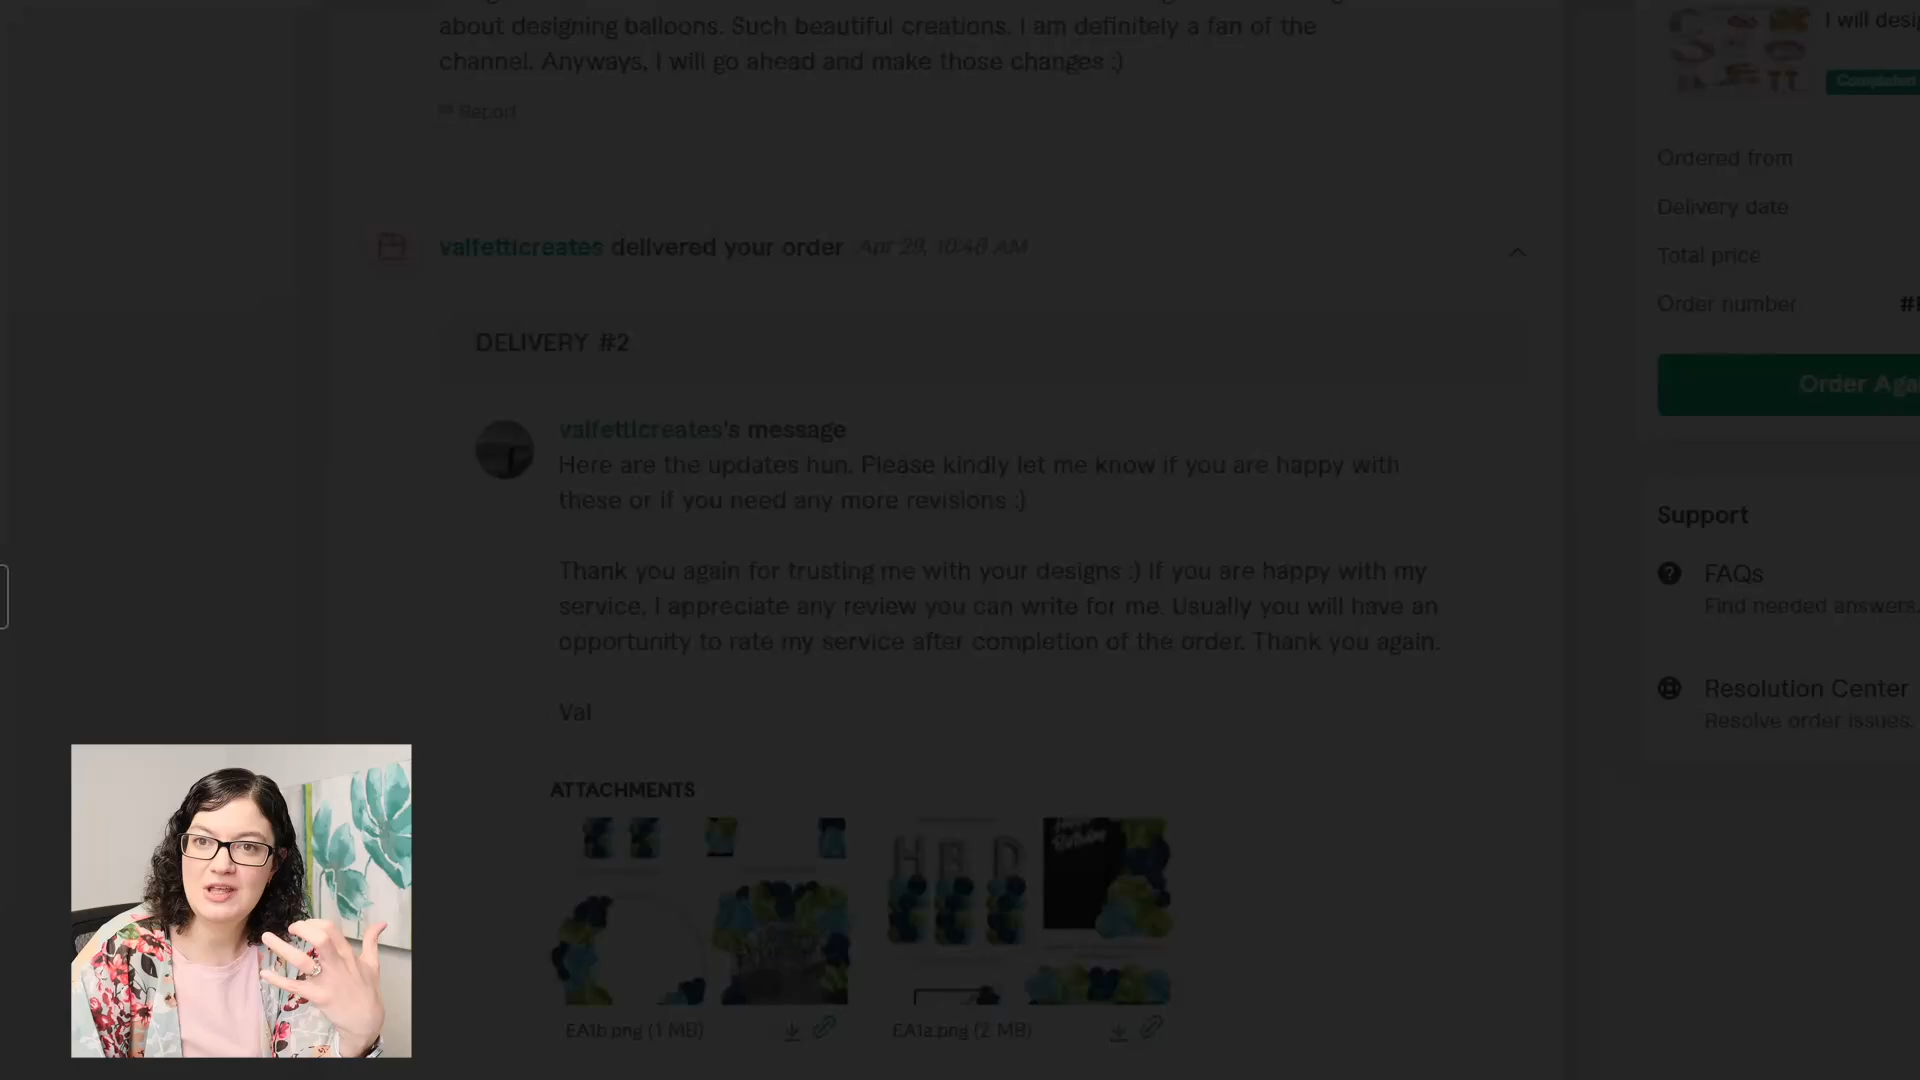 about designing balloons. Such beautiful creations. I am definitely a fan of the
channel. Anyways, I will go ahead and make those changes :)
Report
valfetticreates delivered your order Apr 29, 10:48 AM
DELIVERY #2
valfetticreates's message
Here are the updates hun. Please kindly let me know if you are happy with
these or if you need any more revisions :)
Thank you again for trusting me with your designs :) If you are happy with my
service, I appreciate any review you can write for me. Usually you will have an
opportunity to rate my service after completion of the order. Thank you again.
Val
ATTACHMENTS
HBD
EA1b.png (1 MB)
EA1a.png (2 MB)
I will desig
Completed
Ordered from
Delivery date
Total price
Order number #
Order Aga
Support
FAQs
Find needed answers.
Resolution Center
Resolve order issues.